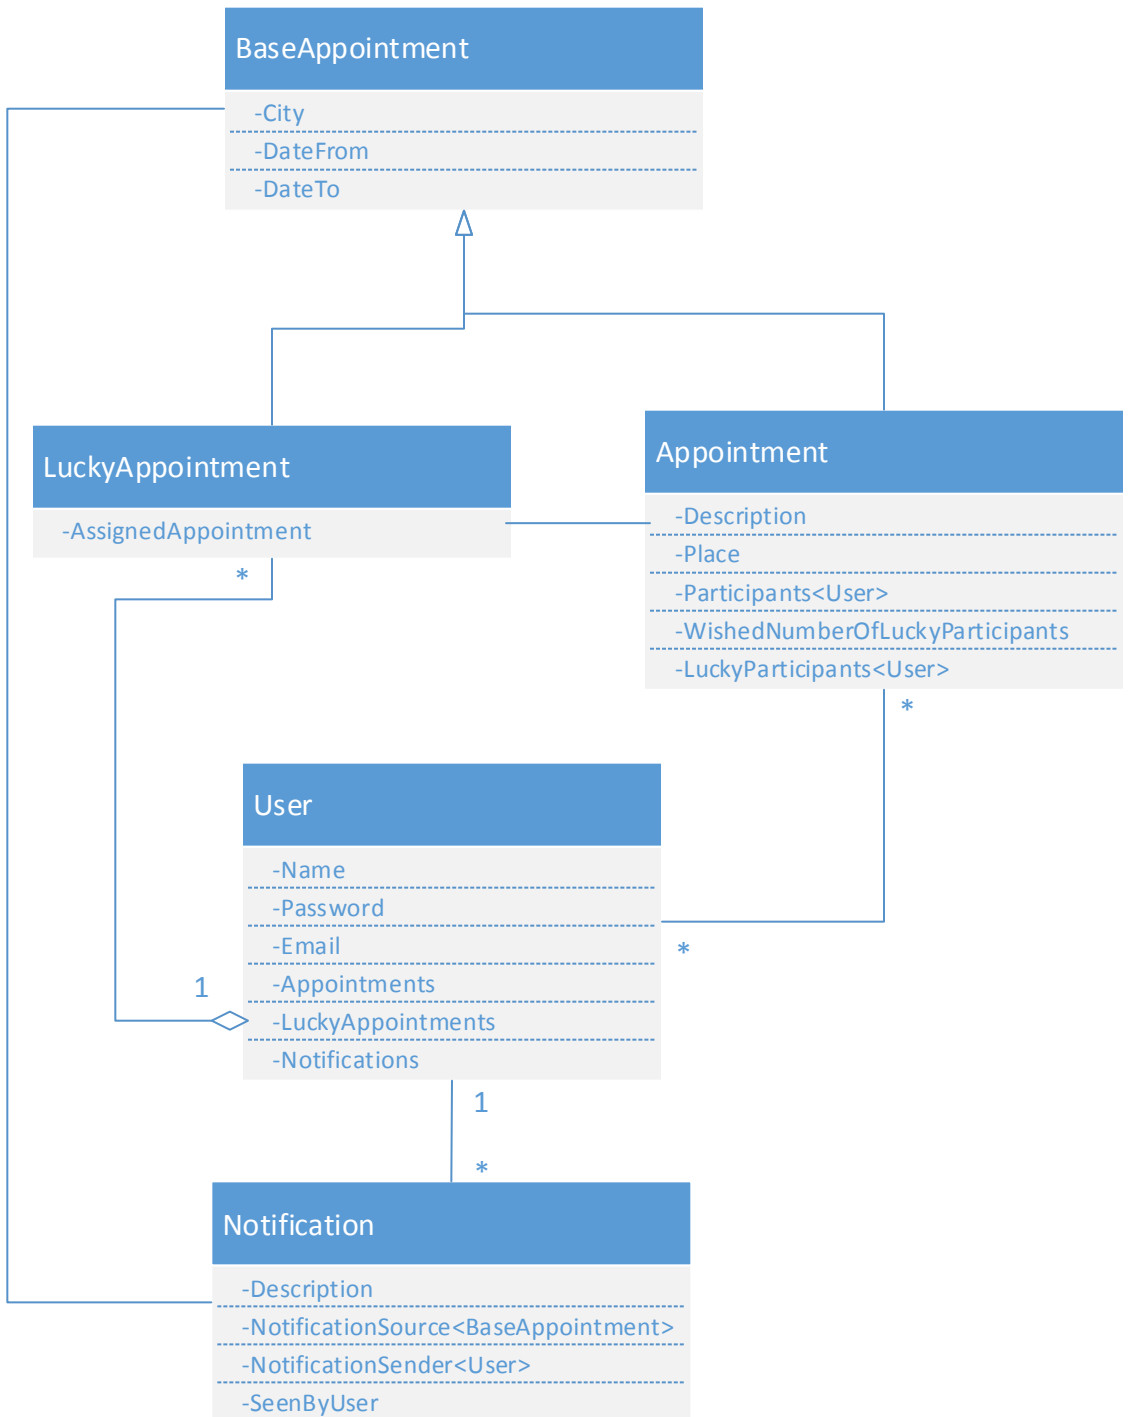 BaseAppointment
-City
-DateFrom
-DateTo
LuckyAppointment
-AssignedAppointment
*
Appointment
-Description
-Place
-Participants<User>
-WishedNumberOfLuckyParticipants
-LuckyParticipants<User>
*
User
-Name
-Password
-Email
-Appointments
-LuckyAppointments
-Notifications
*
1
1
*
Notification
-Description
-NotificationSource<BaseAppointment>
-NotificationSender<User>
-SeenByUser